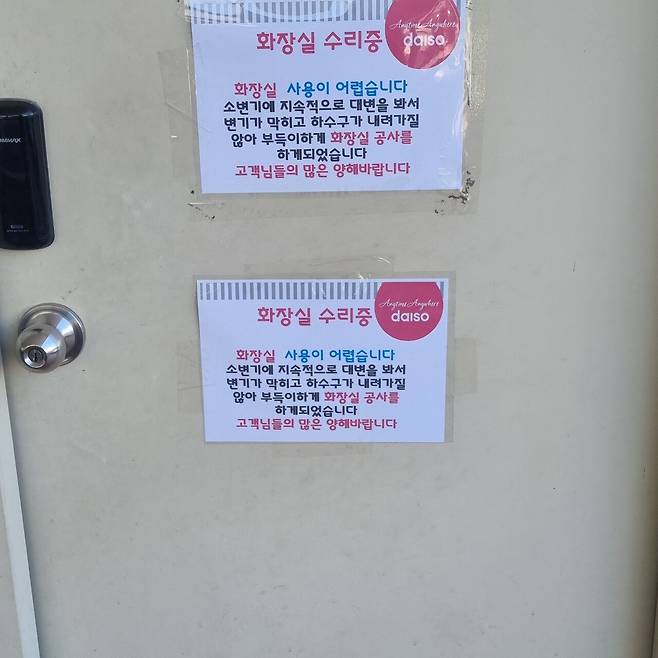 Anytime Anywhere
daiso
화장실 수리중
화장실 사용이 어렵습니다
소변기에 지속적으로 대변을 봐서
변기가 막히고 하수구가 내려가질
않아 부득이하게 화장실 공사를
하게되었습니다
고객님들의 많은 양해바랍니다
COMMAX
Anytime Anywhere
daiso
화장실 수리중
화장실 사용이 어렵습니다
소변기에 지속적으로 대변을 봐서
변기가 막히고 하수구가 내려가질
않아 부득이하게 화장실 공사를
하게되었습니다
고객님들의 많은 양해바랍니다